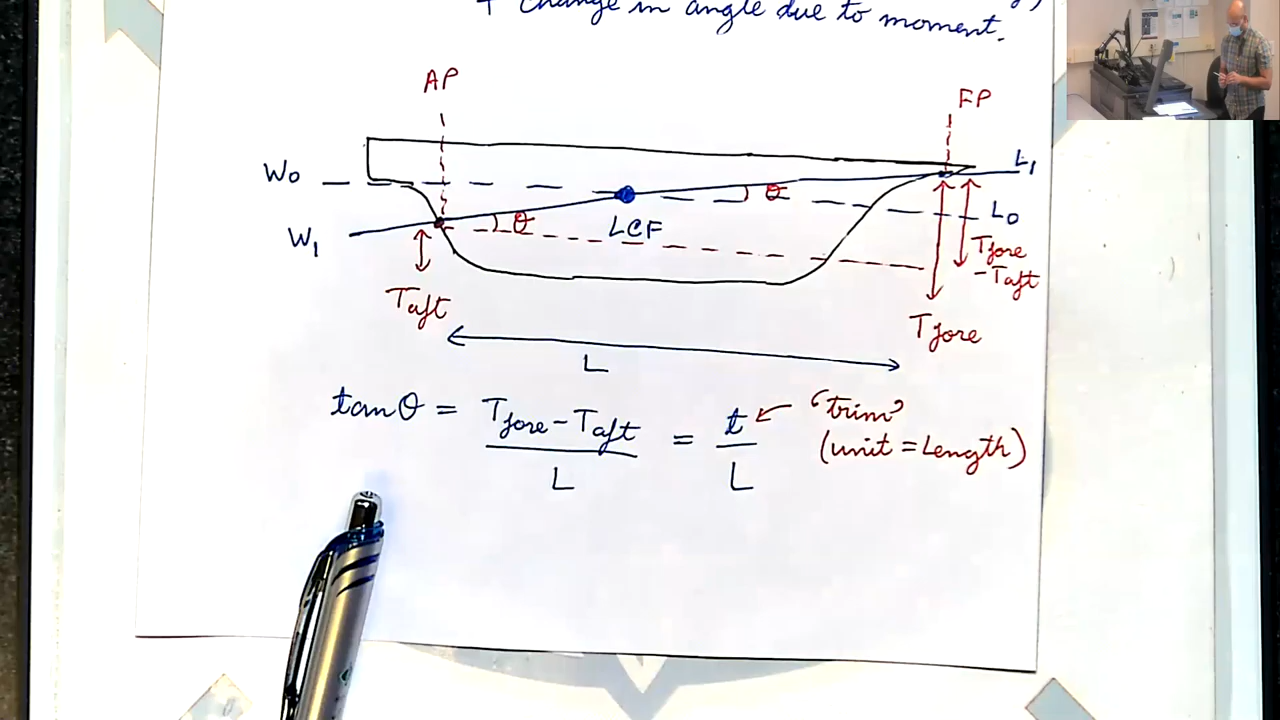 + change in angle due to moment.
AP
FP
W₀
L₁
θ
W₁
θ
LCF
L₀
Tfore - Taft
Taft
Tfore
L
tanθ = (Tfore - Taft) / L = t / L
"trim"
(unit = Length)